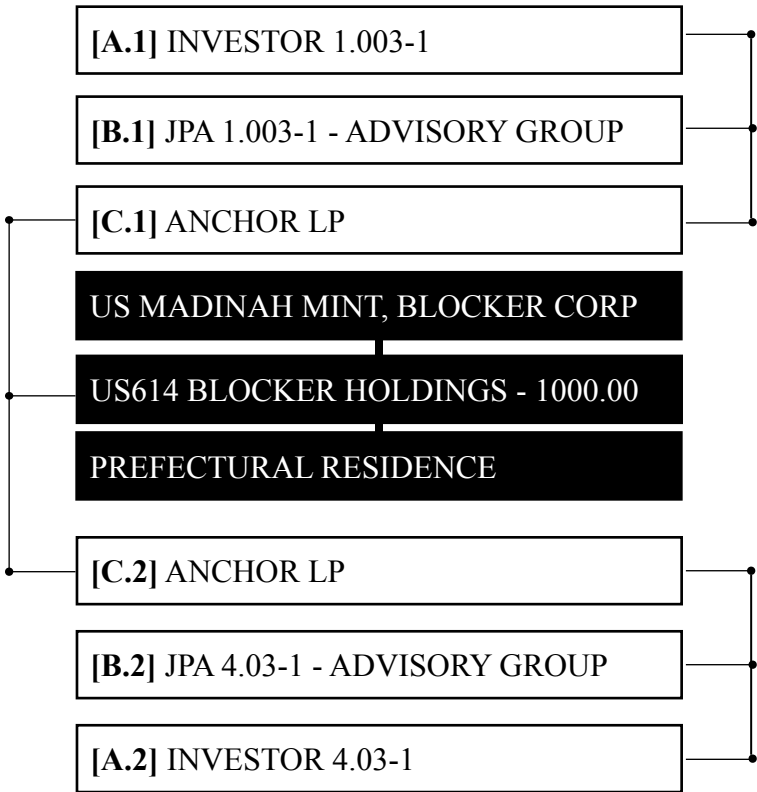 [A.1] INVESTOR 1.003-1
[B.1] JPA 1.003-1 - ADVISORY GROUP
[C.1] ANCHOR LP
US MADINAH MINT, BLOCKER CORP
US614 BLOCKER HOLDINGS - 1000.00
PREFECTURAL RESIDENCE
[C.2] ANCHOR LP
[B.2] JPA 4.03-1 - ADVISORY GROUP
[A.2] INVESTOR 4.03-1